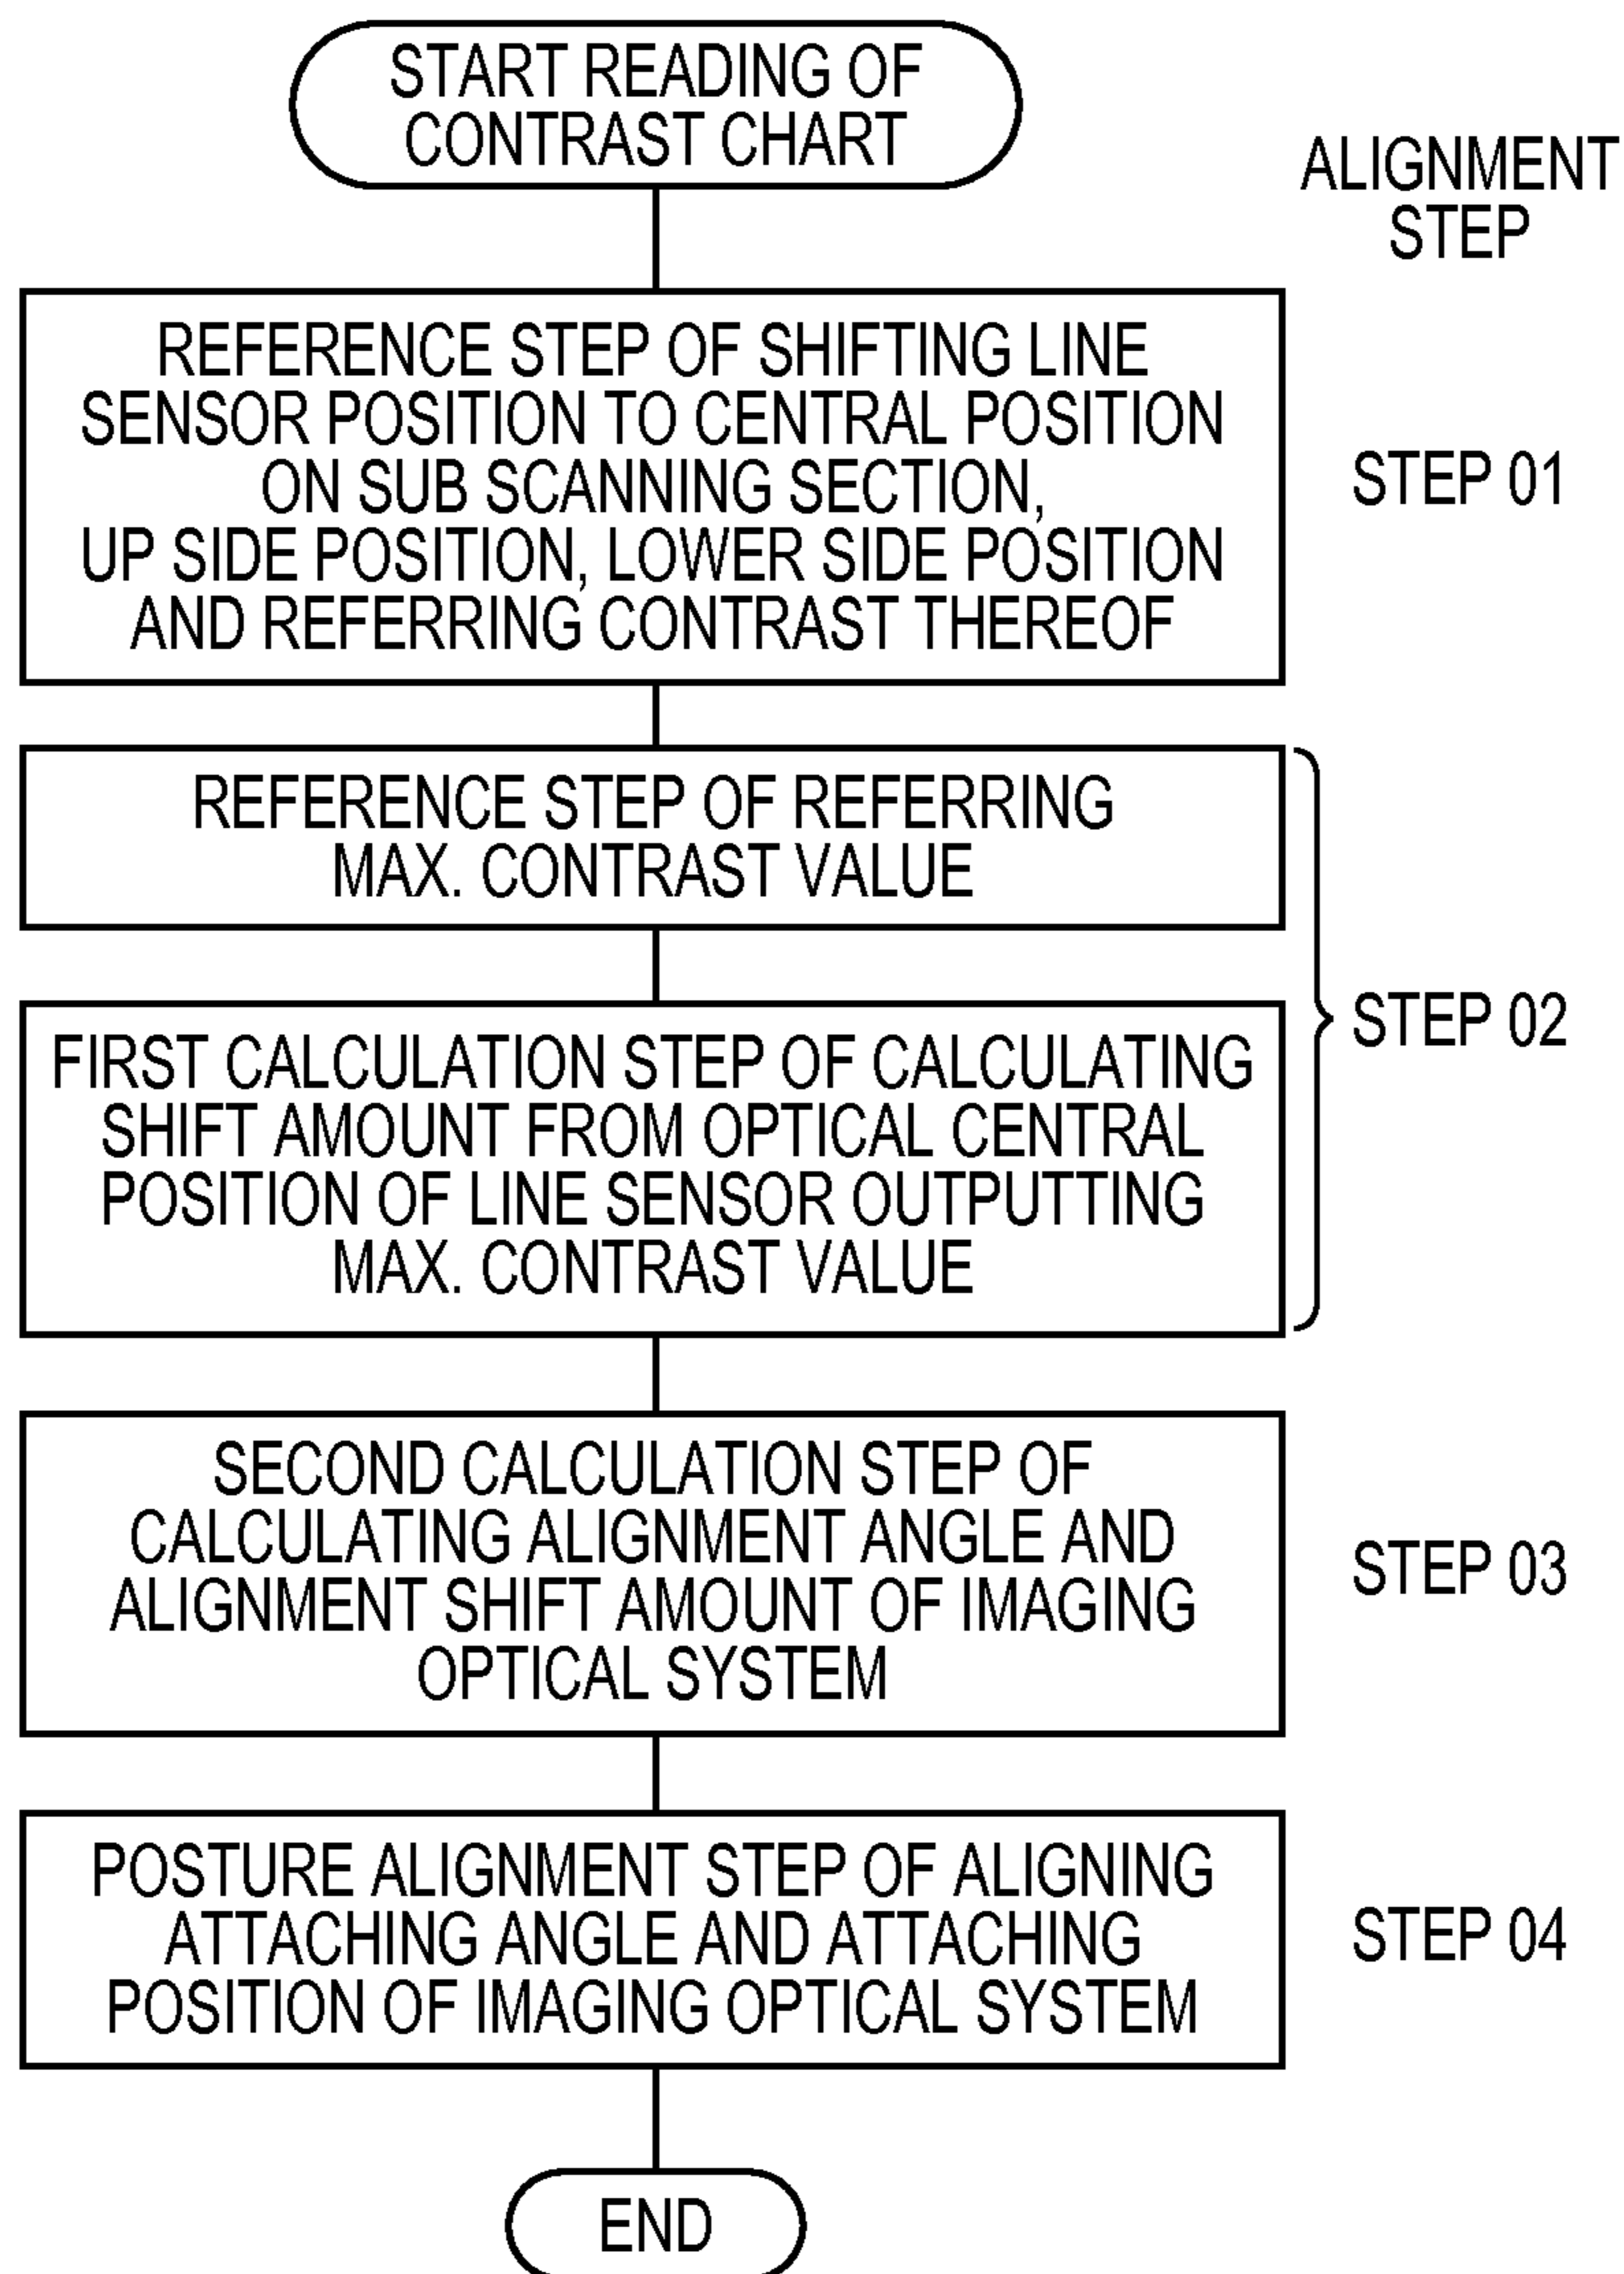 START READING OF
CONTRAST CHART
ALIGNMENT
STEP
REFERENCE STEP OF SHIFTING LINE
SENSOR POSITION TO CENTRAL POSITION
ON SUB SCANNING SECTION,
UP SIDE POSITION, LOWER SIDE POSITION
AND REFERRING CONTRAST THEREOF
STEP 01
REFERENCE STEP OF REFERRING
MAX. CONTRAST VALUE
FIRST CALCULATION STEP OF CALCULATING
SHIFT AMOUNT FROM OPTICAL CENTRAL
POSITION OF LINE SENSOR OUTPUTTING
MAX. CONTRAST VALUE
STEP 02
SECOND CALCULATION STEP OF
CALCULATING ALIGNMENT ANGLE AND
ALIGNMENT SHIFT AMOUNT OF IMAGING
OPTICAL SYSTEM
STEP 03
POSTURE ALIGNMENT STEP OF ALIGNING
ATTACHING ANGLE AND ATTACHING
POSITION OF IMAGING OPTICAL SYSTEM
STEP 04
END